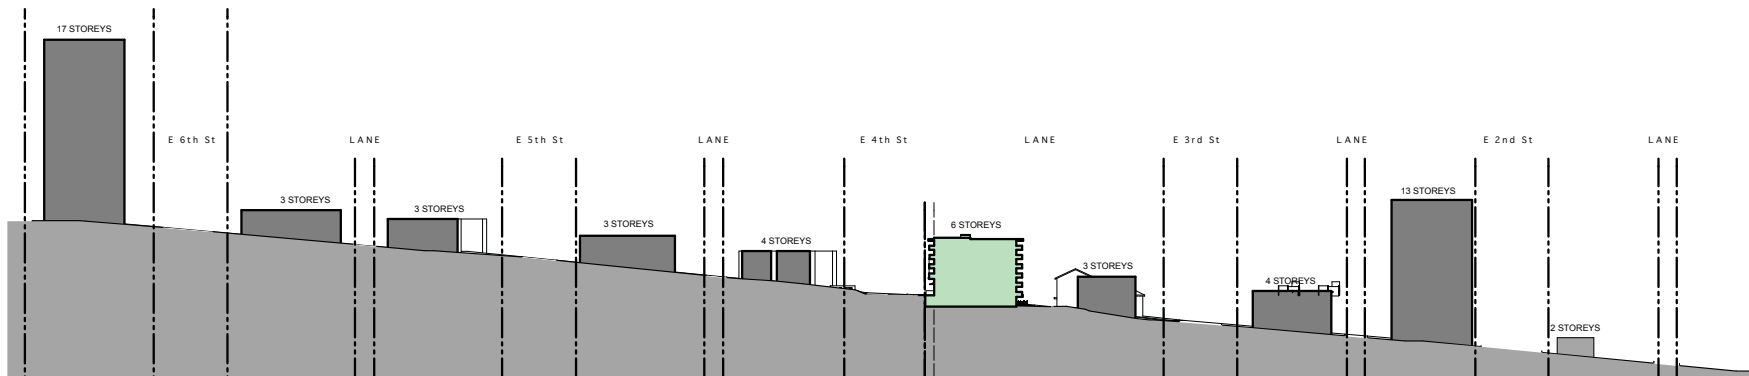 17 STOREYS
E 6th St
LANE
E 5th St
LANE
E 4th St
LANE
E 3rd St
LANE
E 2nd St
LANE
13 STOREYS
3 STOREYS
3 STOREYS
3 STOREYS
4 STOREYS
6 STOREYS
3 STOREYS
4 STOREYS
2 STOREYS